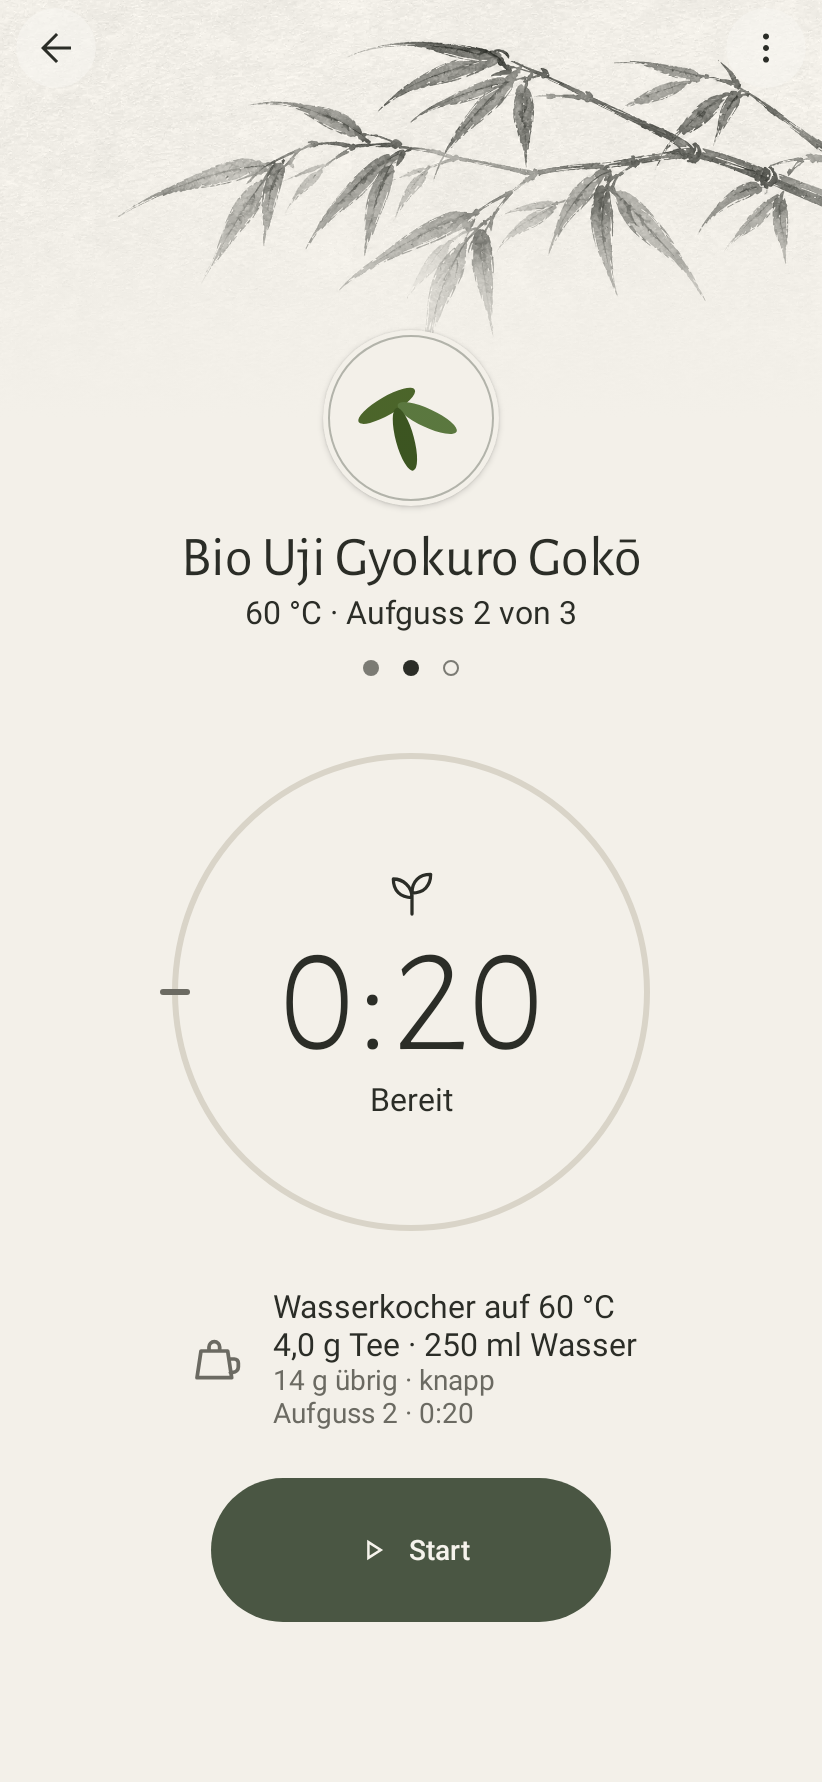 Bio Uji Gyokuro Gokō
60 °C · Aufguss 2 von 3
0:20
Bereit
Wasserkocher auf 60 °C
4,0 g Tee · 250 ml Wasser
14 g übrig · knapp
Aufguss 2 · 0:20
Start